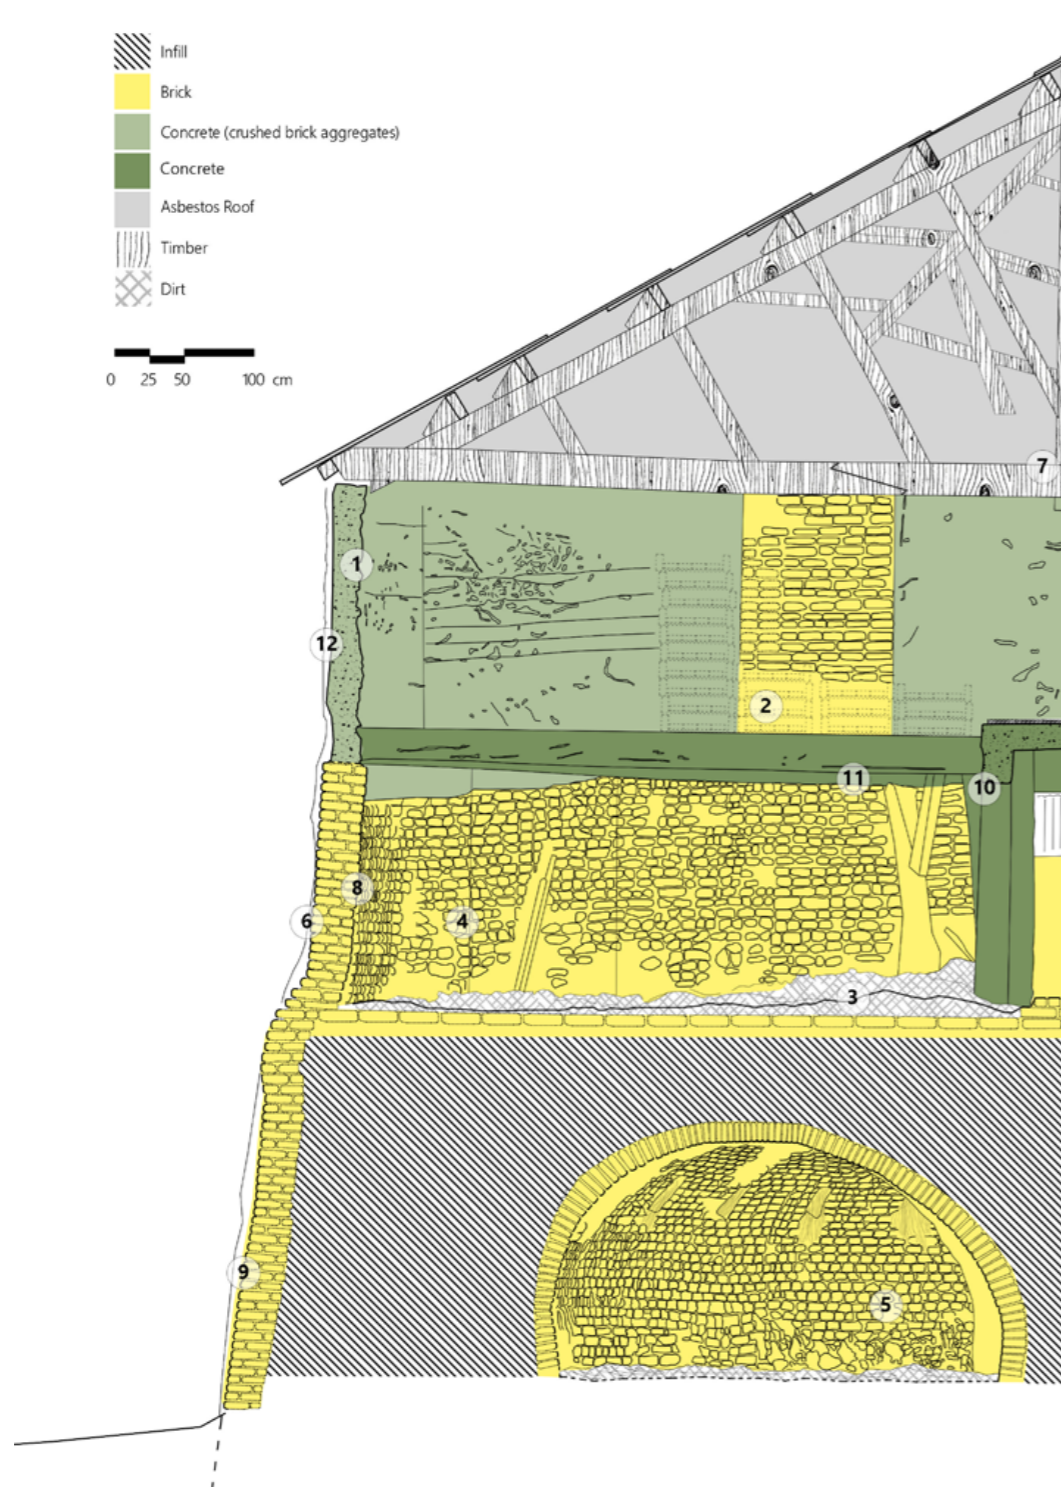 Infill
Brick
Concrete (crushed brick aggregates)
Concrete
Asbestos Roof
Timber
Dirt
0 25 50 100 cm
7
1
12
2
11
10
8
6
4
3
9
5